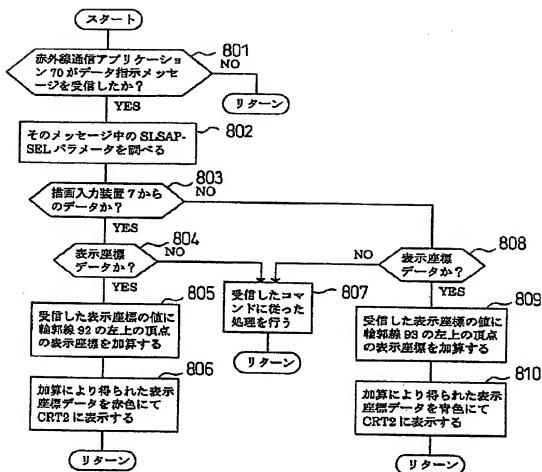 スタート
801
赤外線通信アプリケーション
70がデータ指示メッセ
ージを受信したか？
NO
リターン
YES
802
そのメッセージ中のSLSAP-
SELパラメータを調べる
803
描画入力装置7から
のデータか？
NO
YES
804
表示座標
データか？
NO
YES
808
表示座標
データか？
NO
YES
807
受信したコマ
ンドに従った
処理を行う
リターン
805
受信した表示座標の値に
輪郭線92の左上の頂点
の表示座標を加算する
809
受信した表示座標の値に
輪郭線93の左上の頂点
の表示座標を加算する
806
加算により得られた表示
座標データを赤色にて
CRT2に表示する
リターン
810
加算により得られた表示
座標データを青色にて
CRT2に表示する
リターン